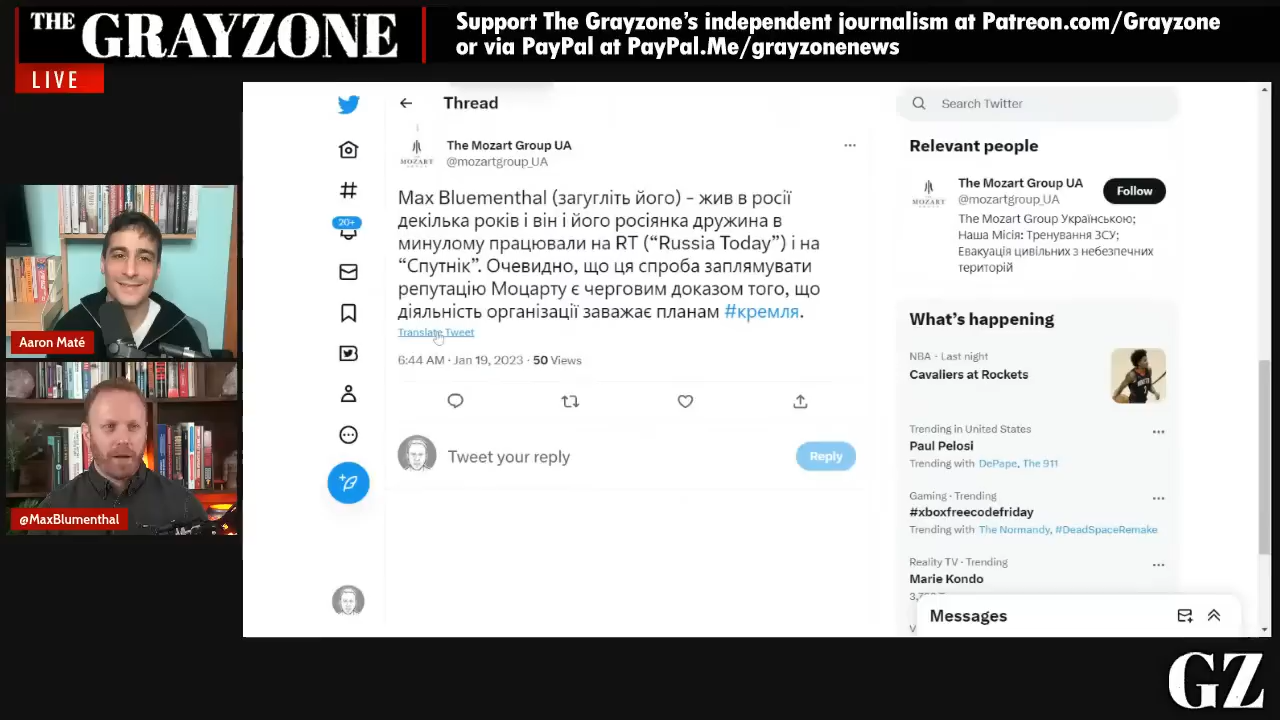 THE GRAYZONE
LIVE
Support The Grayzone's independent journalism at Patreon.com/Grayzone
or via PayPal at PayPal.Me/grayzonenews
Aaron Maté
@MaxBlumenthal
20+
Thread
The Mozart Group UA
@mozartgroup_UA
MOZART
Max Bluementhal (загугліть його) – жив в росії
декілька років і він і його росіянка дружина в
минулому працювали на RT (“Russia Today”) і на
“Спутнік”. Очевидно, що ця спроба заплямувати
репутацію Моцарту є черговим доказом того, що
діяльність організації заважає планам #кремля.
Translate Tweet
6:44 AM · Jan 19, 2023 · 50 Views
Tweet your reply
Reply
Search Twitter
Relevant people
MOZART
The Mozart Group UA
@mozartgroup_UA
Follow
The Mozart Group Українською;
Наша Місія: Тренування ЗСУ;
Евакуація цивільних з небезпечних
територій
What's happening
NBA · Last night
Cavaliers at Rockets
Trending in United States
Paul Pelosi
Trending with DePape, The 911
Gaming · Trending
#xboxfreecodefriday
Trending with The Normandy, #DeadSpaceRemake
Reality TV · Trending
Marie Kondo
Messages
GZ